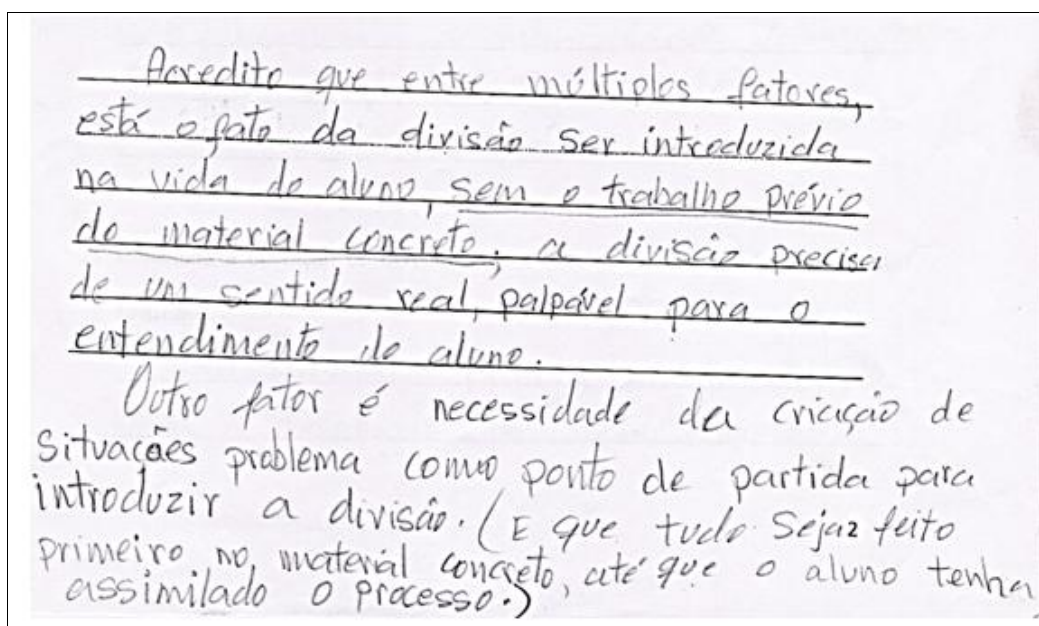 Acredito que entre múltiplos fatores,
está o fato da divisão ser introduzida
na vida do aluno, sem o trabalho prévio
do material concreto, a divisão precisa
de um sentido real, palpável para o
entendimento do aluno.
Outro fator é necessidade da criação de
situações problema como ponto de partida para
introduzir a divisão. (E que tudo seja feito
primeiro no material concreto, até que o aluno tenha
assimilado o processo.)